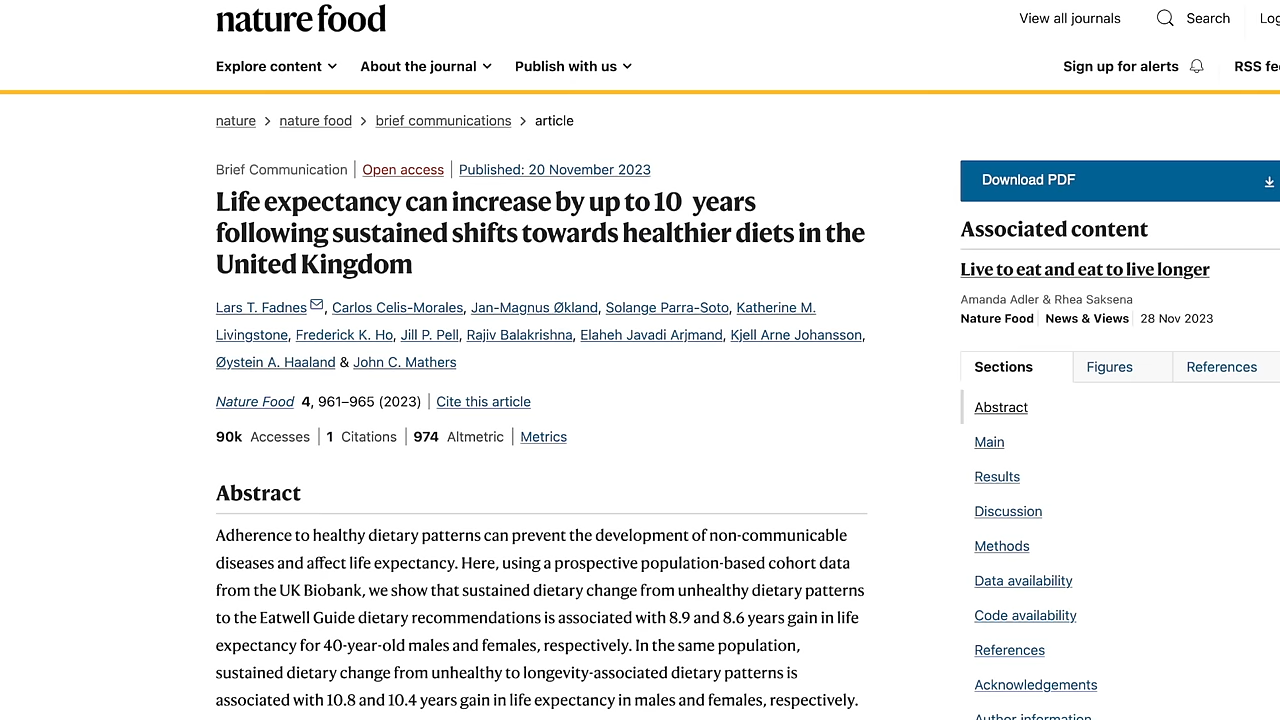 nature food
View all journals
Search
Explore content
About the journal
Publish with us
Sign up for alerts
nature > nature food > brief communications > article
Brief Communication | Open access | Published: 20 November 2023
Life expectancy can increase by up to 10 years
following sustained shifts towards healthier diets in the
United Kingdom
Lars T. Fadnes, Carlos Celis-Morales, Jan-Magnus Økland, Solange Parra-Soto, Katherine M.
Livingstone, Frederick K. Ho, Jill P. Pell, Rajiv Balakrishna, Elaheh Javadi Arjmand, Kjell Arne Johansson,
Øystein A. Haaland & John C. Mathers
Nature Food 4, 961–965 (2023) | Cite this article
90k Accesses | 1 Citations | 974 Altmetric | Metrics
Abstract
Adherence to healthy dietary patterns can prevent the development of non-communicable
diseases and affect life expectancy. Here, using a prospective population-based cohort data
from the UK Biobank, we show that sustained dietary change from unhealthy dietary patterns
to the Eatwell Guide dietary recommendations is associated with 8.9 and 8.6 years gain in life
expectancy for 40-year-old males and females, respectively. In the same population,
sustained dietary change from unhealthy to longevity-associated dietary patterns is
associated with 10.8 and 10.4 years gain in life expectancy in males and females, respectively.
Download PDF
Associated content
Live to eat and eat to live longer
Amanda Adler & Rhea Saksena
Nature Food | News & Views | 28 Nov 2023
Sections
Figures
References
Abstract
Main
Results
Discussion
Methods
Data availability
Code availability
References
Acknowledgements
Author information